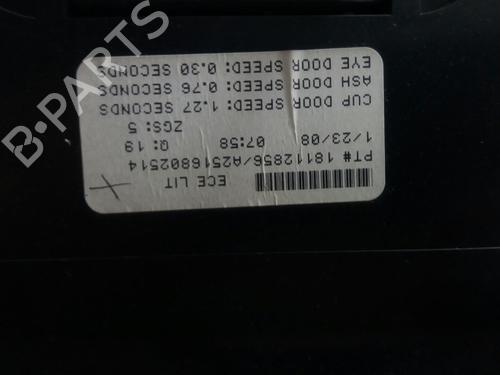 ECE LIT
PT# 18112856/A2516802514
1/23/08 07:58 Q: 19
ZGS: 5
CUP DOOR SPEED: 1.27 SECONDS
ASH DOOR SPEED: 0.76 SECONDS
EYE DOOR SPEED: 0.30 SECONDS
B-PARTS